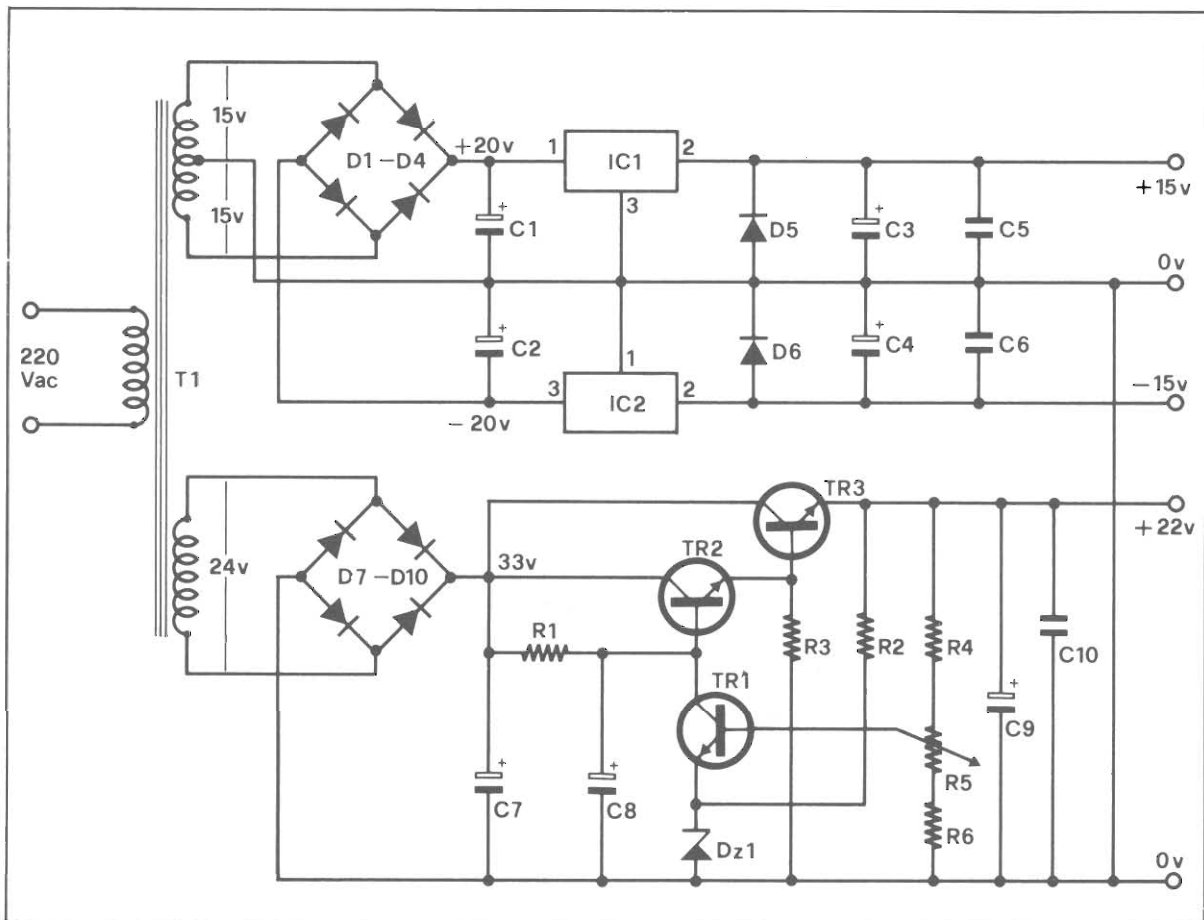 15v
15v
D1-D4
+20v
1
IC1
2
3
+15v
C1
D5
C3
C5
0v
C2
D6
C4
C6
1
3
IC2
2
-20v
-15v
220
Vac
T1
24v
D7-D10
33v
TR3
+22v
TR2
R1
R3
R2
R4
C10
TR1
C9
R5
C7
C8
R6
Dz1
0v